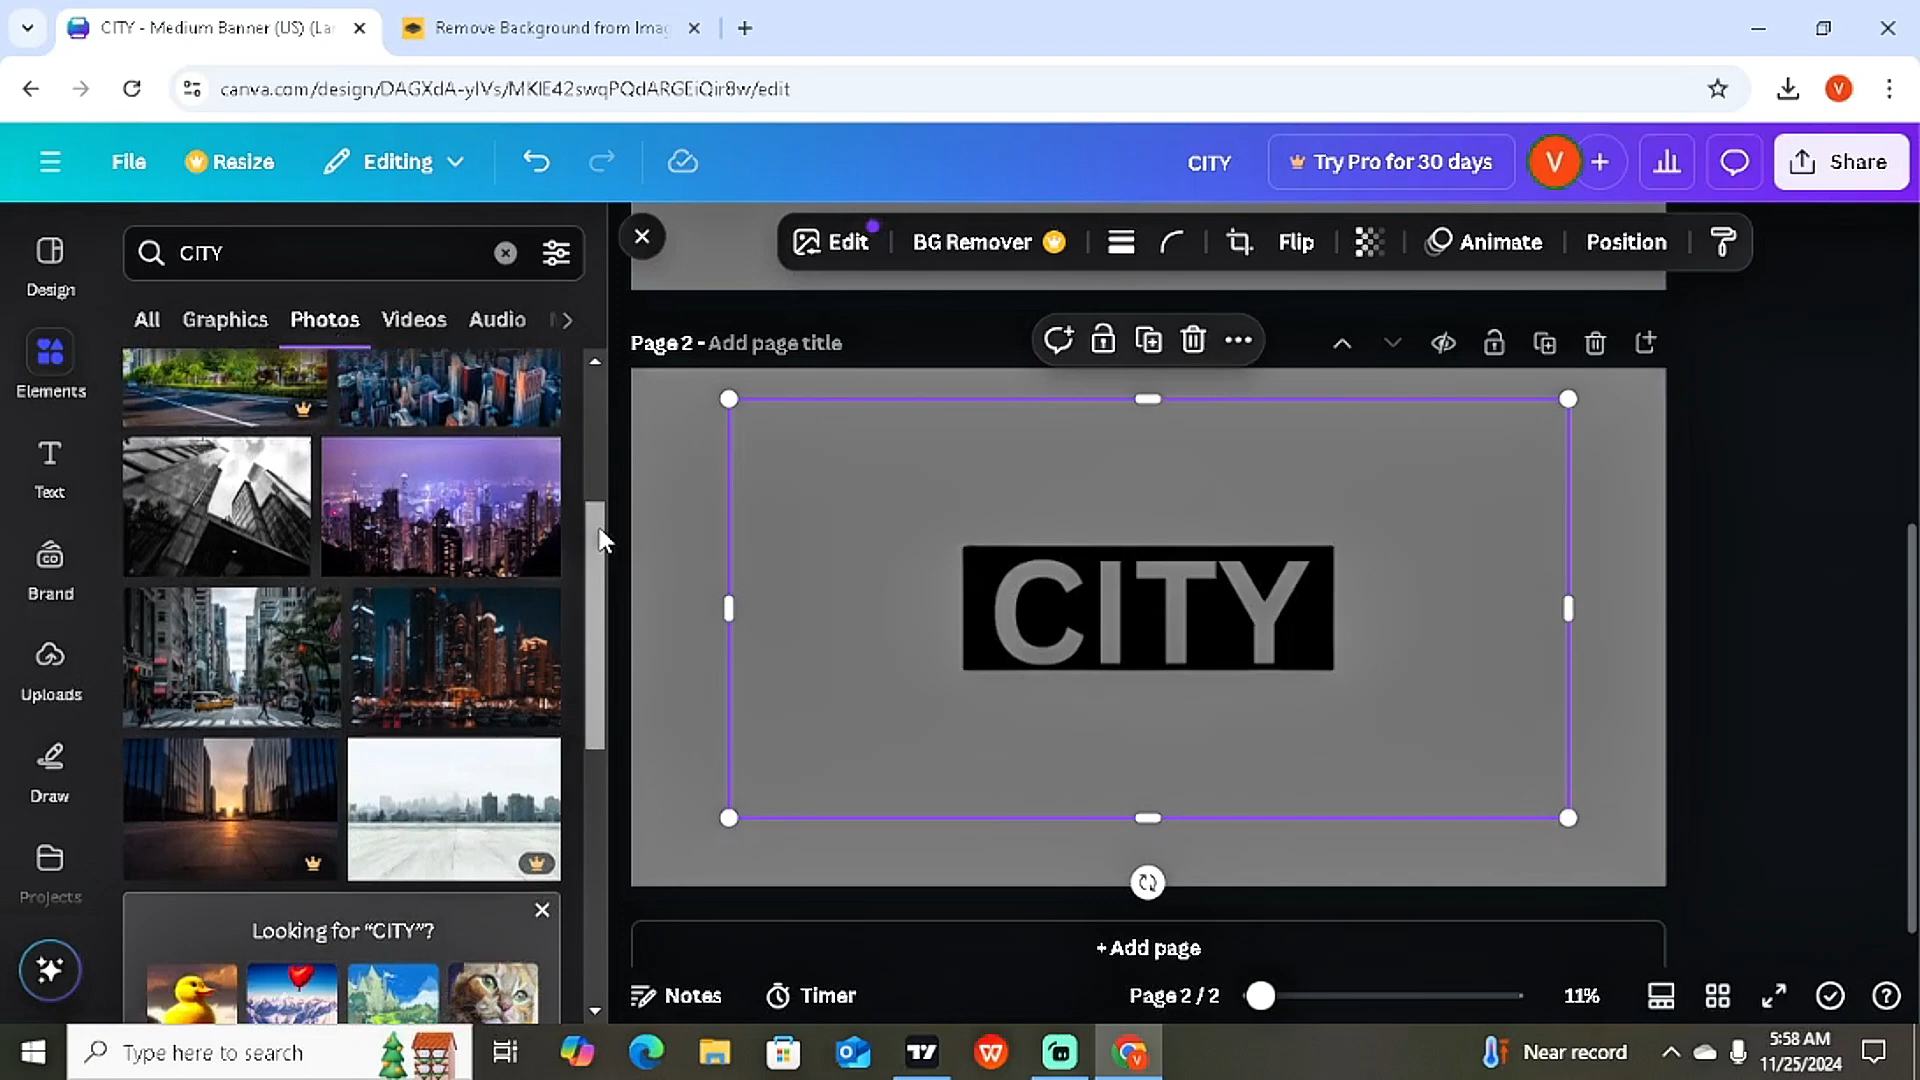 CITY - Medium Banner (US) (La
Remove Background from Imag
canva.com/design/DAGXdA-yIVs/MKIE42swqPQdARGEiQir8w/edit
V
File
Resize
Editing
CITY
Try Pro for 30 days
V
Share
CITY
Edit
BG Remover
Flip
Animate
Position
Design
All
Graphics
Photos
Videos
Audio
Page 2 - Add page title
Elements
Text
Brand
CITY
Uploads
Draw
Projects
Looking for “CITY”?
+ Add page
Notes
Timer
Page 2 / 2
11%
Type here to search
Near record
5:58 AM
11/25/2024